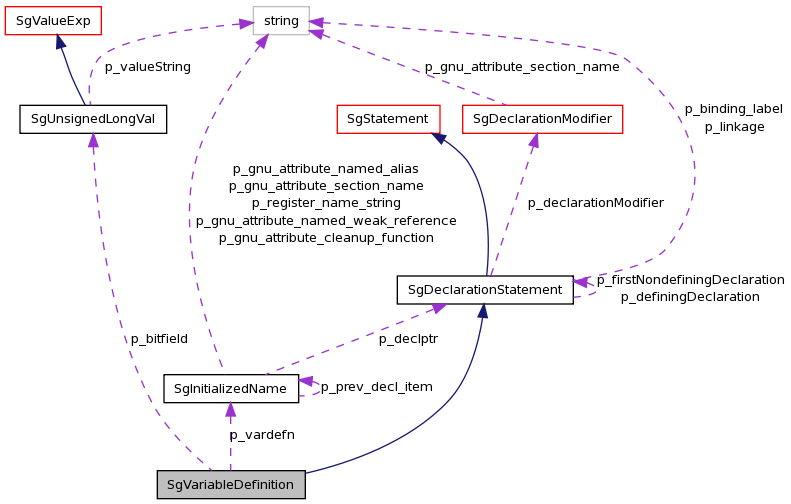 SgValueExp
string
p_valueString
p_gnu_attribute_section_name
SgUnsignedLongVal
SgStatement
SgDeclarationModifier
p_binding_label
p_linkage
p_gnu_attribute_named_alias
p_gnu_attribute_section_name
p_register_name_string
p_gnu_attribute_named_weak_reference
p_gnu_attribute_cleanup_function
p_declarationModifier
SgDeclarationStatement
p_firstNondefiningDeclaration
p_definingDeclaration
p_bitfield
p_declptr
SgInitializedName
p_prev_decl_item
p_vardefn
SgVariableDefinition